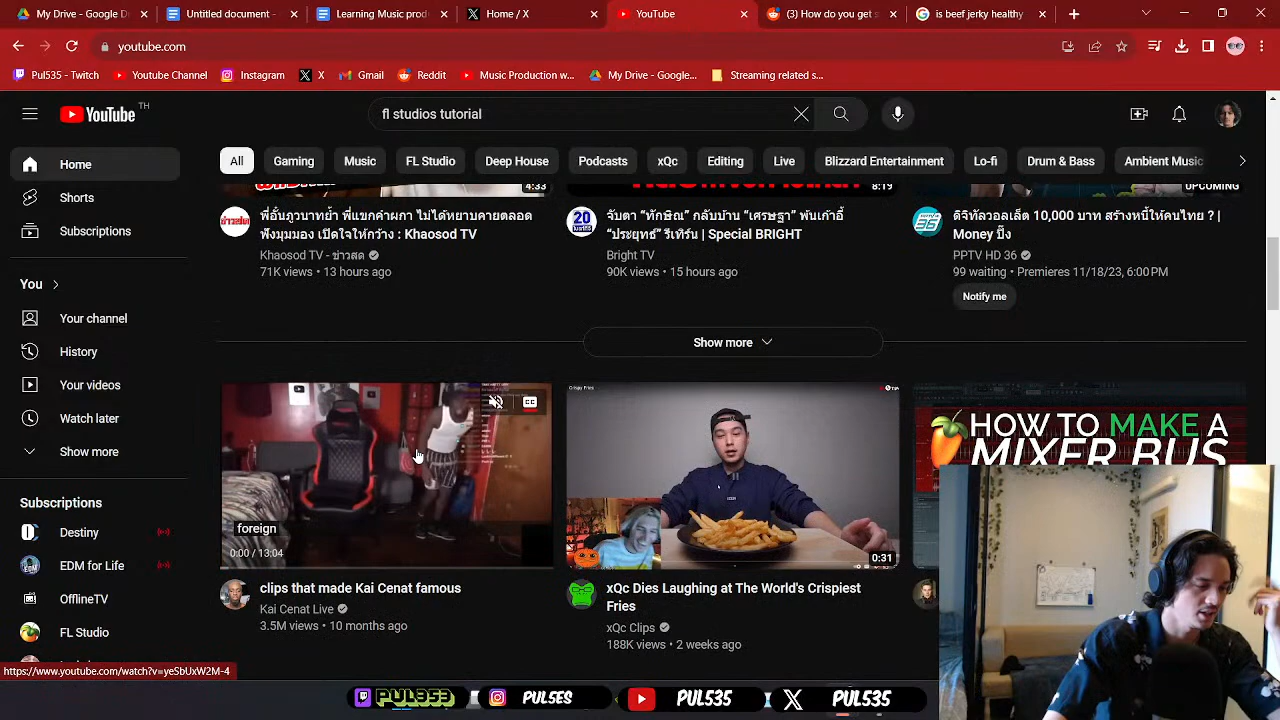 My Drive - Google D
Untitled document -
Learning Music prod
Home / X
YouTube
(3) How do you get s
is beef jerky healthy
youtube.com
Pul535 - Twitch
Youtube Channel
Instagram
X
Gmail
Reddit
Music Production w...
My Drive - Google...
Streaming related s...
YouTube TH
fl studios tutorial
Home
Shorts
Subscriptions
You
Your channel
History
Your videos
Watch later
Show more
Subscriptions
Destiny
EDM for Life
OfflineTV
FL Studio
All
Gaming
Music
FL Studio
Deep House
Podcasts
xQc
Editing
Live
Blizzard Entertainment
Lo-fi
Drum & Bass
Ambient Music
4:33
8:19
UPCOMING
ข่าวสด
พี่อั๋นภูวนาทย้ำ พี่แขกคำผกา ไม่ได้หยาบคายตลอด
ฟังมุมมอง เปิดใจให้กว้าง : Khaosod TV
Khaosod TV - ข่าวสด
71K views • 13 hours ago
20
จับตา “ทักษิณ” กลับบ้าน “เศรษฐา” พ้นเก้าอี้
“ประยุทธ์” รีเทิร์น | Special BRIGHT
Bright TV
90K views • 15 hours ago
36
ดิจิทัลวอลเล็ต 10,000 บาท สร้างหนี้ให้คนไทย ? |
Money ปิ๊ง
PPTV HD 36
99 waiting • Premieres 11/18/23, 6:00 PM
Notify me
Show more
CC
foreign
0:00 / 13:04
clips that made Kai Cenat famous
Kai Cenat Live
3.5M views • 10 months ago
Crispy Fries
0:31
xQc Dies Laughing at The World's Crispiest
Fries
xQc Clips
188K views • 2 weeks ago
HOW TO MAKE A
MIXER BUS
https://www.youtube.com/watch?v=yeSbUxW2M-4
PUL535
PUL5ES
PUL535
PUL535